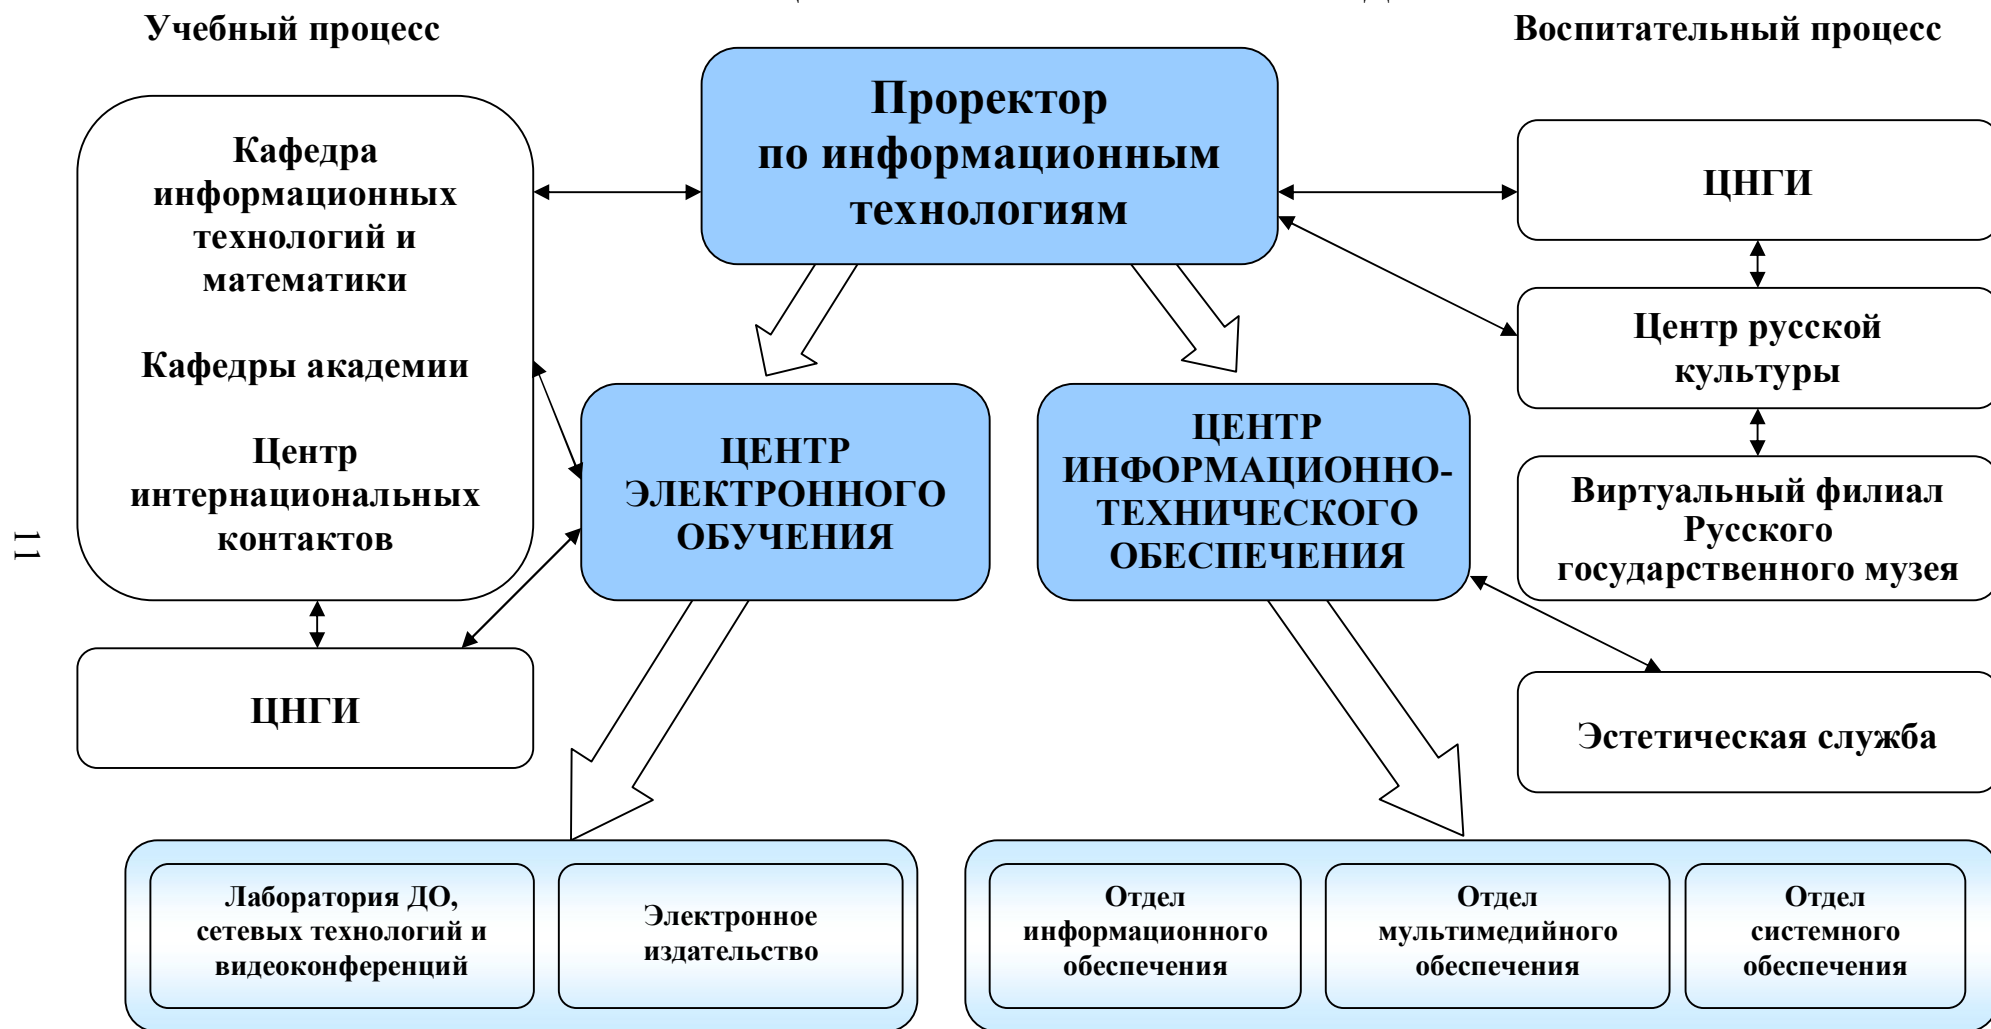 Учебный процесс
Воспитательный процесс
Проректор
по информационным
технологиям
Кафедра
информационных
технологий и
математики
Кафедры академии
Центр
интернациональных
контактов
ЦНГИ
ЦЕНТР
ЭЛЕКТРОННОГО
ОБУЧЕНИЯ
ЦЕНТР
ИНФОРМАЦИОННО-
ТЕХНИЧЕСКОГО
ОБЕСПЕЧЕНИЯ
ЦНГИ
Центр русской
культуры
Виртуальный филиал
Русского
государственного музея
Эстетическая служба
11
Лаборатория ДО,
сетевых технологий и
видеоконференций
Электронное
издательство
Отдел
информационного
обеспечения
Отдел
мультимедийного
обеспечения
Отдел
системного
обеспечения